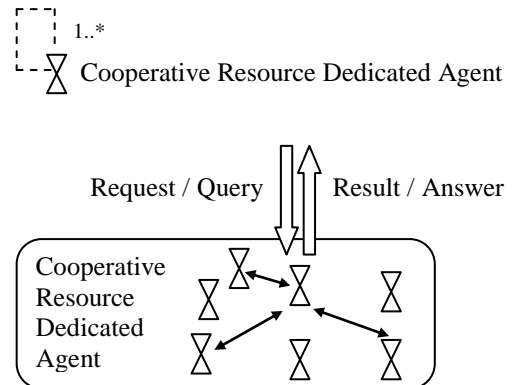 1..*
Cooperative Resource Dedicated Agent
Request / Query
Result / Answer
Cooperative
Resource
Dedicated
Agent